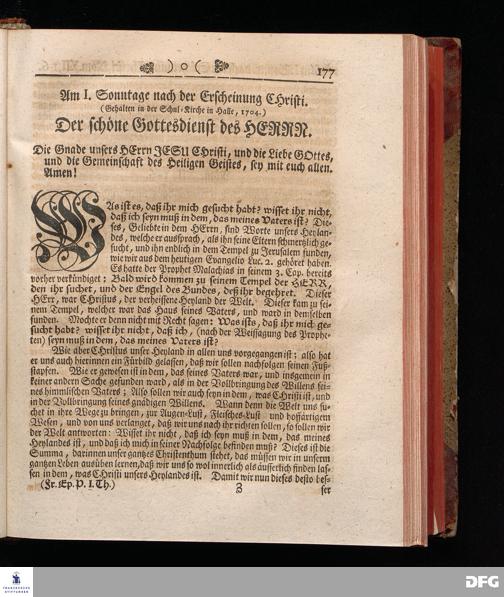 ) o (
177
Am I. Sonntage nach der Erscheinung CHristi.
(Gehalten in der Schul-Kirche in Halle, 1704.)
Der schöne Gottesdienst des HERRN.
Die Gnade unsers HErrn JESU Christi, und die Liebe GOttes,
und die Gemeinschaft des Heiligen Geistes, sey mit euch allen.
Amen!
WAs ist es, daß ihr mich gesucht habt? wisset ihr nicht,
daß ich seyn muß in dem, das meines Vaters ist? Die-
ses, Geliebte in dem HErrn, sind Worte unsers Heylan-
des, welche er aussprach, als ihn seine Eltern schmertzlich ge-
sucht, und ihn endlich in dem Tempel zu Jerusalem funden,
wie wir aus dem heutigen Evangelio Luc. 2. gehöret haben.
Es hatte der Prophet Malachias in seinem 3. Cap. bereits
vorher verkündiget: Bald wird kommen zu seinem Tempel der HERR,
den ihr suchet, und der Engel des Bundes, deß ihr begehret. Dieser
HErr, war Christus, der verheissene Heyland der Welt. Dieser kam zu sei-
nem Tempel, welcher war das Haus seines Vaters, und ward in demselben
funden. Mochte er denn nicht mit Recht sagen: Was ists, daß ihr mich ge-
sucht habt? wisset ihr nicht, daß ich, (nach der Weissagung des Prophe-
ten) seyn muß in dem, das meines Vaters ist?
Wie aber CHristus unser Heyland in allen uns vorgegangen ist: also hat
er uns auch hierinnen ein Fürbild gelassen, daß wir sollen nachfolgen seinen Fuß-
stapfen. Wie er gewesen ist in dem, das seines Vaters war, und insgemein in
keiner andern Sache gefunden ward, als in der Vollbringung des Willens sei-
nes himmlischen Vaters; Also sollen wir auch seyn in dem, was CHristi ist, und
in der Vollbringung seines gnädigen Willens. Wann denn die Welt uns su-
chet in ihre Wege zu bringen, zur Augen-Lust, Fleisches-Lust und hoffärtigem
Wesen, und von uns verlanget, daß wir uns nach ihr richten sollen, so sollen wir
der Welt antworten: Wisset ihr nicht, daß ich seyn muß in dem, das meines
Heylandes ist, und daß ich mich in seiner Nachfolge befinden muß? Dieses ist die
Summa, darinnen unser gantzes Christenthum stehet, das müssen wir in unserm
gantzen Leben ausüben lernen, daß wir uns so wol innerlich als äusserlich finden las-
sen in dem, was CHristi unsers Heylandes ist. Damit wir nun dieses desto bes-
(Fr. Ep. P. I. Th.) Z ser
FRANCKESCHE
STIFTUNGEN
DFG